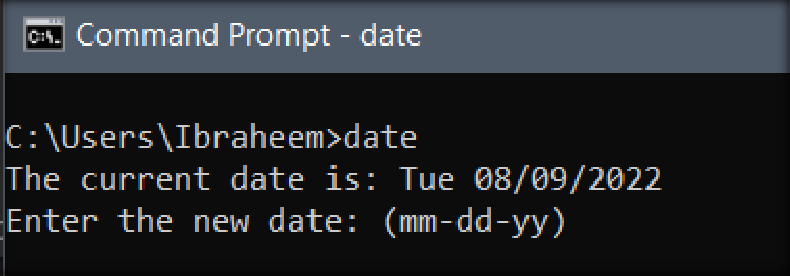 Command Prompt - date
C:\Users\Ibraheem>date
The current date is: Tue 08/09/2022
Enter the new date: (mm-dd-yy)